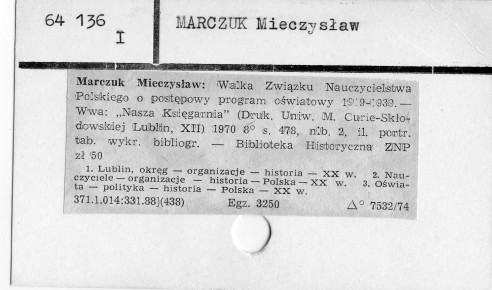 64 136
I
MARCZUK Mieczysław
Marczuk Mieczysław: Walka Związku Nauczycielstwa
Polskiego o postępowy program oświatowy 1919-1939. —
Wwa: „Nasza Księgarnia” (Druk. Uniw. M. Curie-Skło-
dowskiej Lublin, XII) 1970 8° s. 478, nlb. 2, il. portr.
tab. wykr. bibliogr. — Biblioteka Historyczna ZNP
zł 50
1. Lublin, okręg — organizacje — historia — XX w. 2. Nau-
czyciele — organizacje — historia — Polska — XX w. 3. Oświa-
ta — polityka — historia — Polska — XX w.
371.1.014:331.88](438) Egz. 3250 △° 7532/74